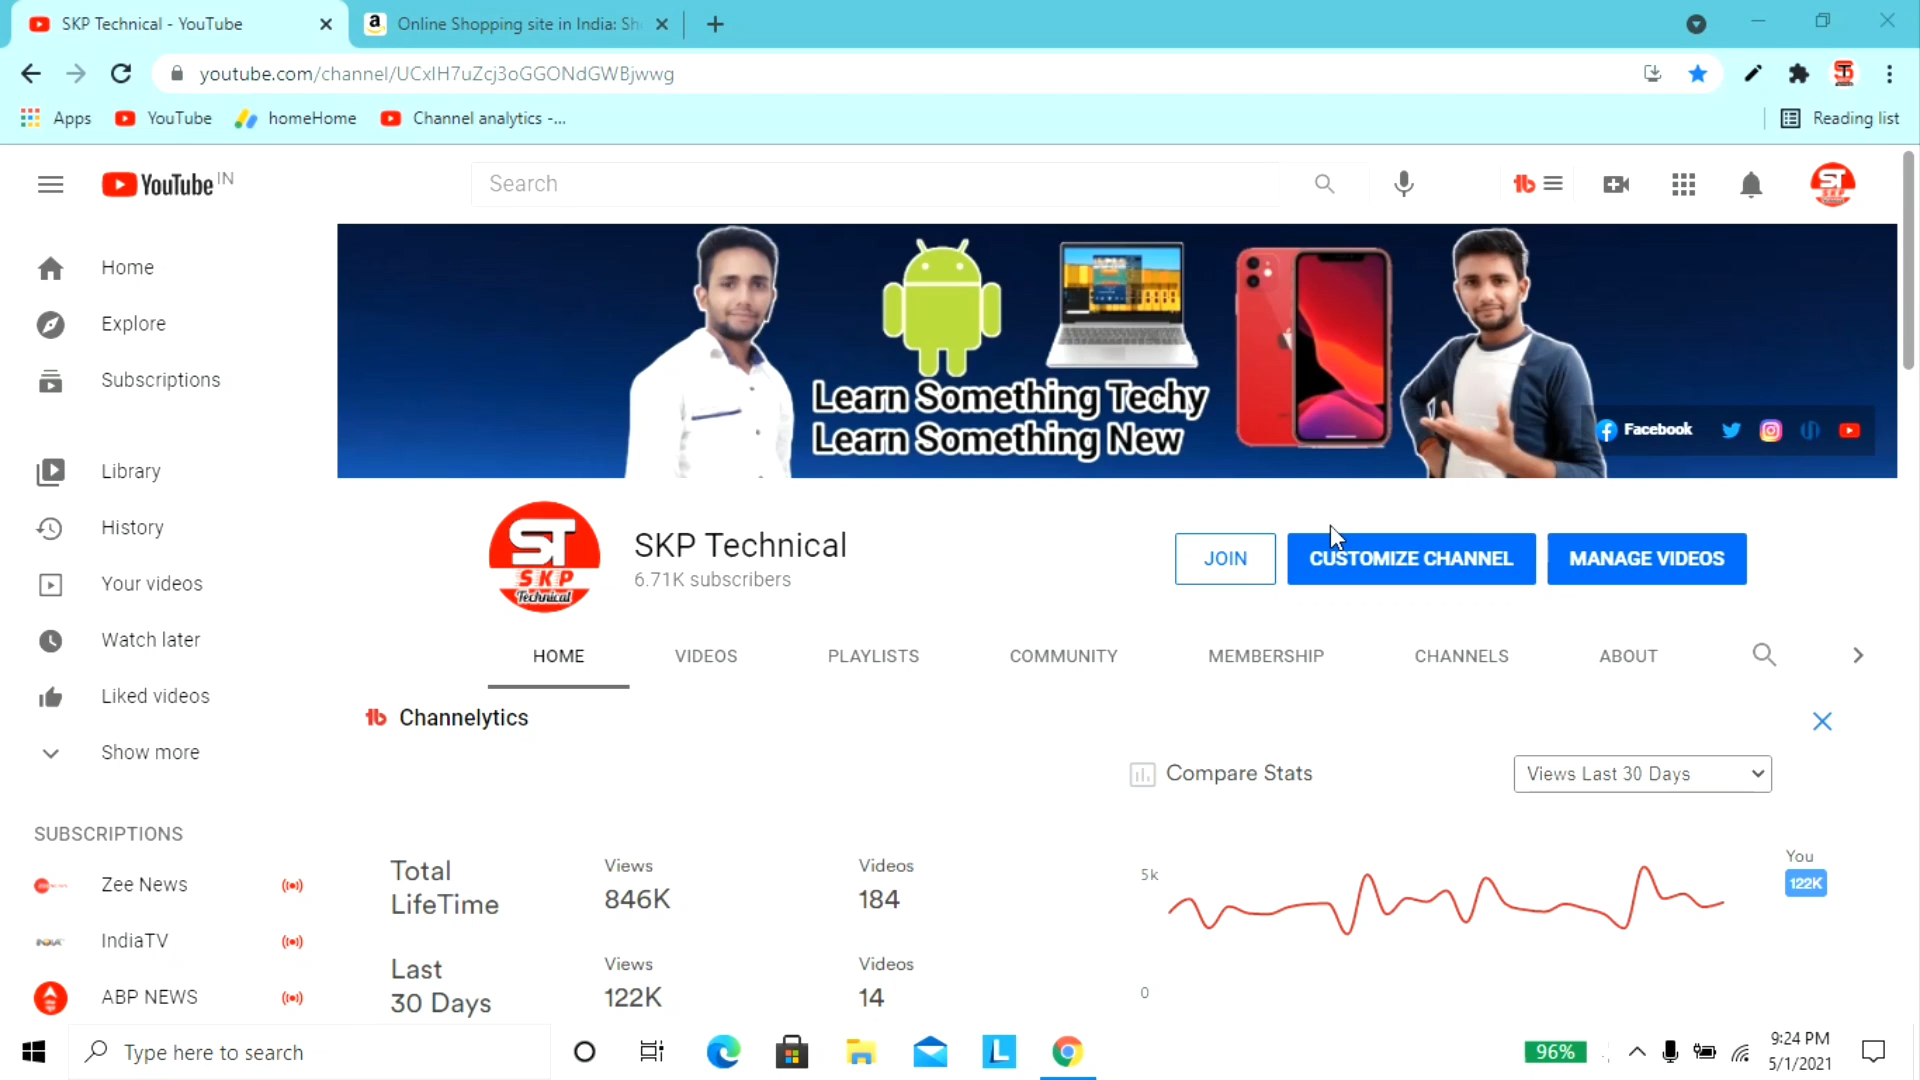 SKP Technical - YouTube
Online Shopping site in India: Sh
youtube.com/channel/UCxIH7uZcj3oGGONdGWBjwwg
Apps
YouTube
homeHome
Channel analytics -...
Reading list
YouTube IN
Search
Home
Explore
Subscriptions
Library
History
Your videos
Watch later
Liked videos
Show more
SUBSCRIPTIONS
Zee News
IndiaTV
ABP NEWS
Learn Something Techy
Learn Something New
Facebook
ST
SKP
Technical
SKP Technical
6.71K subscribers
JOIN
CUSTOMIZE CHANNEL
MANAGE VIDEOS
HOME
VIDEOS
PLAYLISTS
COMMUNITY
MEMBERSHIP
CHANNELS
ABOUT
Channelytics
Compare Stats
Views Last 30 Days
Total
LifeTime
Views
846K
Videos
184
Last
30 Days
Views
122K
Videos
14
5k
0
You
122K
Type here to search
96%
9:24 PM
5/1/2021